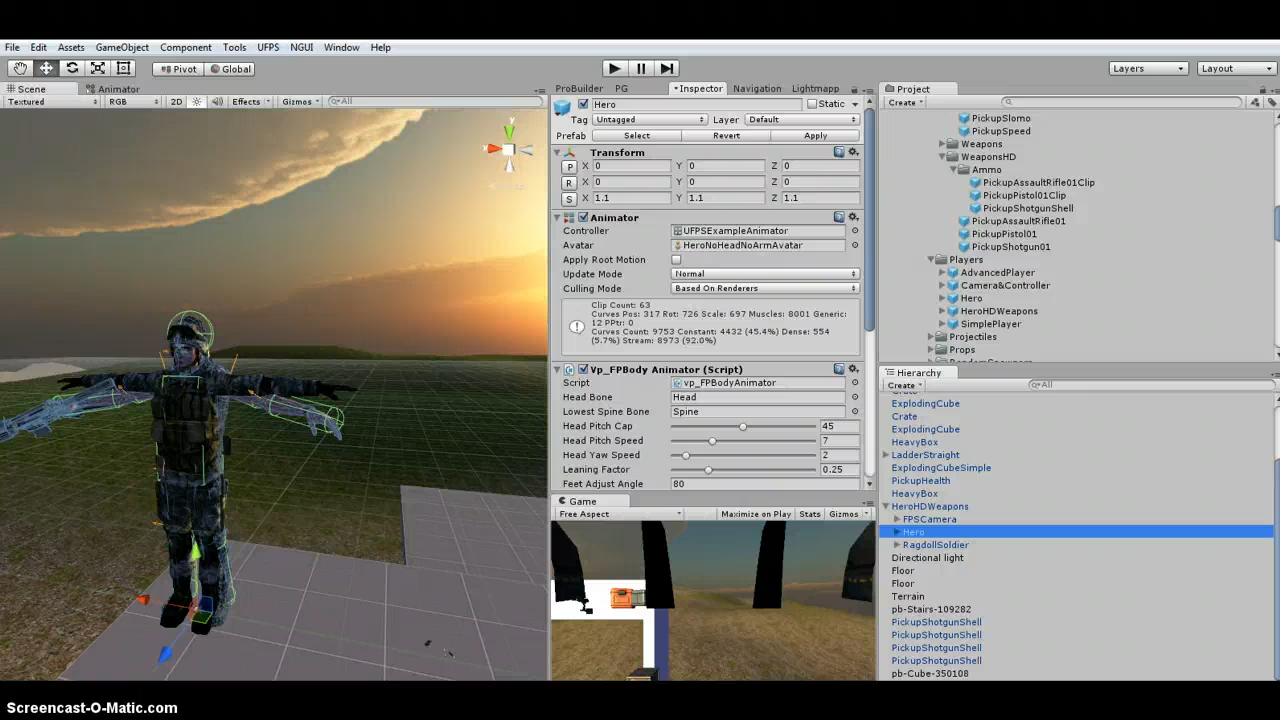 File Edit Assets GameObject Component Tools UFPS NGUI Window Help
Pivot Global Layers Layout
Scene Animator
Textured RGB 2D Effects Gizmos All
y
x
ProBuilder PG Inspector Navigation Lightmapp
Hero Static
Tag Untagged Layer Default
Prefab Select Revert Apply
Transform
P X 0 Y 0 Z 0
R X 0 Y 0 Z 0
S X 1.1 Y 1.1 Z 1.1
Animator
Controller UFPSExampleAnimator
Avatar HeroNoHeadNoArmAvatar
Apply Root Motion
Update Mode Normal
Culling Mode Based On Renderers
Clip Count: 63
Curves Pos: 317 Rot: 726 Scale: 697 Muscles: 8001 Generic:
12 PPtr: 0
Curves Count: 9753 Constant: 4432 (45.4%) Dense: 554
(5.7%) Stream: 8973 (92.0%)
Vp_FPBody Animator (Script)
Script vp_FPBodyAnimator
Head Bone Head
Lowest Spine Bone Spine
Head Pitch Cap 45
Head Pitch Speed 7
Head Yaw Speed 2
Leaning Factor 0.25
Feet Adjust Angle 80
Game
Free Aspect Maximize on Play Stats Gizmos
Project
Create
PickupSlomo
PickupSpeed
Weapons
WeaponsHD
Ammo
PickupAssaultRifle01Clip
PickupPistol01Clip
PickupShotgunShell
PickupAssaultRifle01
PickupPistol01
PickupShotgun01
Players
AdvancedPlayer
Camera&Controller
Hero
HeroHDWeapons
SimplePlayer
Projectiles
Props
Hierarchy
Create All
Crate
ExplodingCube
Crate
ExplodingCube
HeavyBox
LadderStraight
ExplodingCubeSimple
PickupHealth
HeavyBox
HeroHDWeapons
FPSCamera
Hero
RagdollSoldier
Directional light
Floor
Floor
Terrain
pb-Stairs-109282
PickupShotgunShell
PickupShotgunShell
PickupShotgunShell
PickupShotgunShell
pb-Cube-350108
Screencast-O-Matic.com